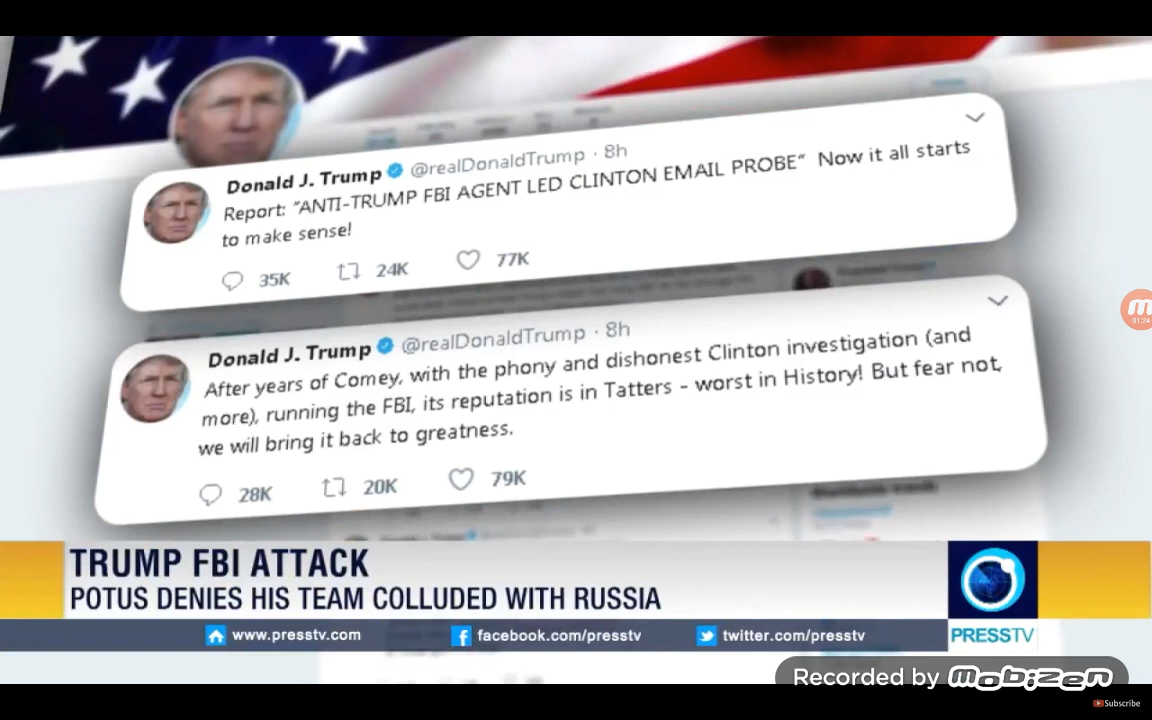 Donald J. Trump @realDonaldTrump · 8h
Report: “ANTI-TRUMP FBI AGENT LED CLINTON EMAIL PROBE” Now it all starts
to make sense!
35K 24K 77K
Donald J. Trump @realDonaldTrump · 8h
After years of Comey, with the phony and dishonest Clinton investigation (and
more), running the FBI, its reputation is in Tatters - worst in History! But fear not,
we will bring it back to greatness.
28K 20K 79K
TRUMP FBI ATTACK
POTUS DENIES HIS TEAM COLLUDED WITH RUSSIA
www.presstv.com facebook.com/presstv twitter.com/presstv
PRESSTV
01:24
Recorded by MOBIZEN
Subscribe